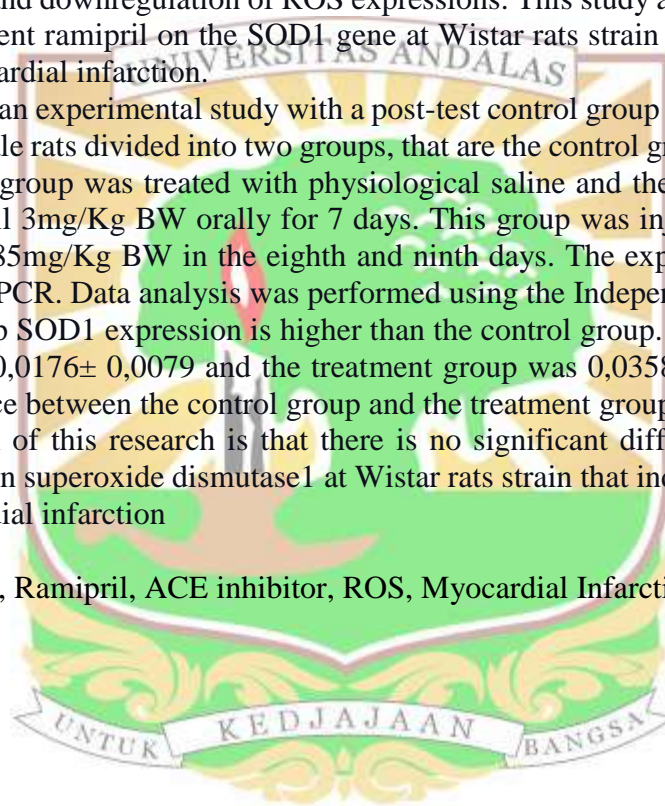 and downregulation of ROS expressions. This study a
ent ramipril on the SOD1 gene at Wistar rats strain
ardial infarction.
UNIVERSITAS ANDALAS
an experimental study with a post-test control group
le rats divided into two groups, that are the control g
group was treated with physiological saline and the
l 3mg/Kg BW orally for 7 days. This group was in
85mg/Kg BW in the eighth and ninth days. The exp
PCR. Data analysis was performed using the Indepen
p SOD1 expression is higher than the control group.
0,0176± 0,0079 and the treatment group was 0,0358
ce between the control group and the treatment group
of this research is that there is no significant diff
n superoxide dismutase1 at Wistar rats strain that in
dial infarction
, Ramipril, ACE inhibitor, ROS, Myocardial Infarcti
UNTUK KEDJAJAAN BANGSA